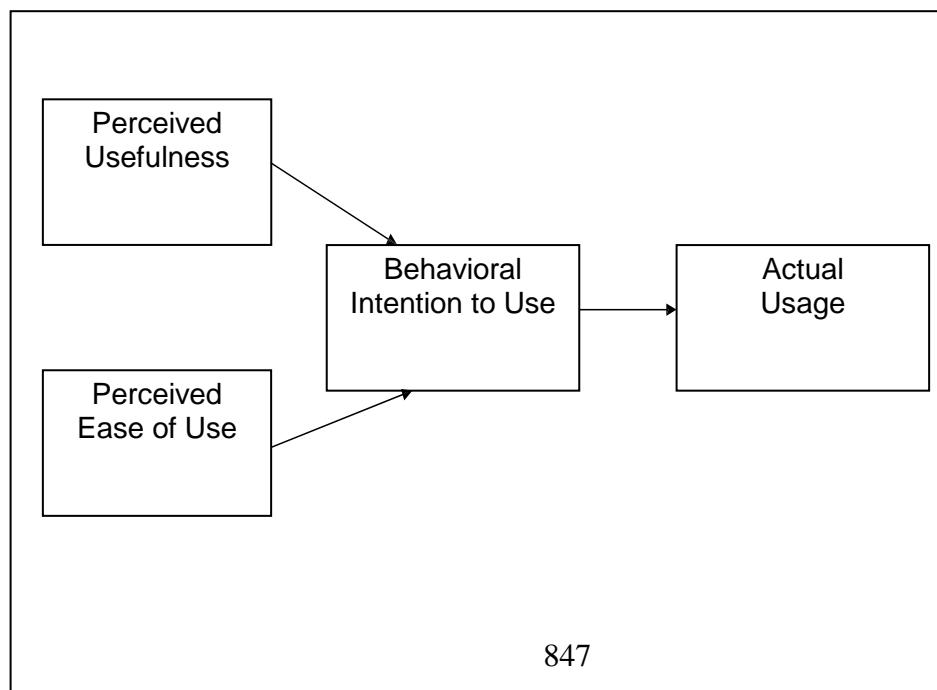 Perceived
Usefulness
Behavioral
Intention to Use
Actual
Usage
Perceived
Ease of Use
847